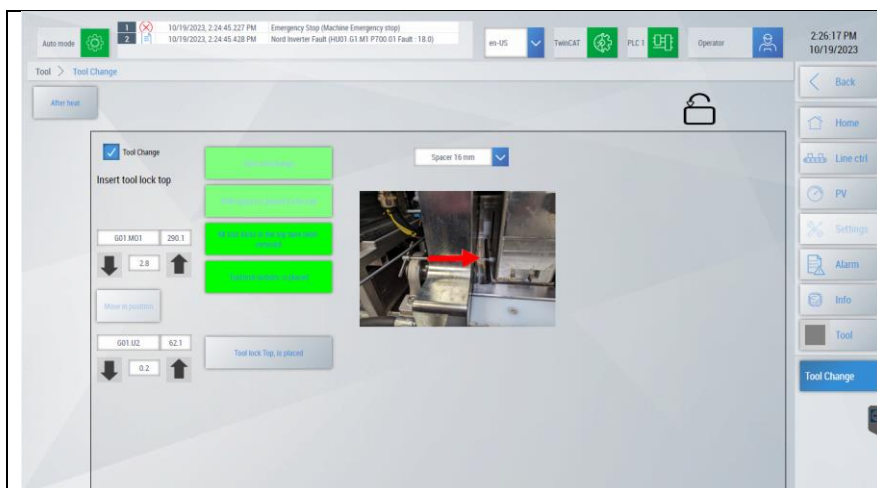 Auto mode
1 10/19/2023, 2:24:45.227 PM Emergency Stop (Machine Emergency stop)
2 10/19/2023, 2:24:45.428 PM Nord Inverter Fault (HU01.G1.M1 P700.01 Fault : 18.0)
en-US
TwinCAT
PLC 1
Operator
2:26:17 PM
10/19/2023
Tool > Tool Change
Back
After heat
Home
Line ctrl
PV
Settings
Alarm
Info
Tool
Tool Change
Tool Change
Insert tool lock top
Spacer 16 mm
G01.M01 290.1
2.8
Move in position
G01.U2 62.1
0.2
Tool lock Top, is placed